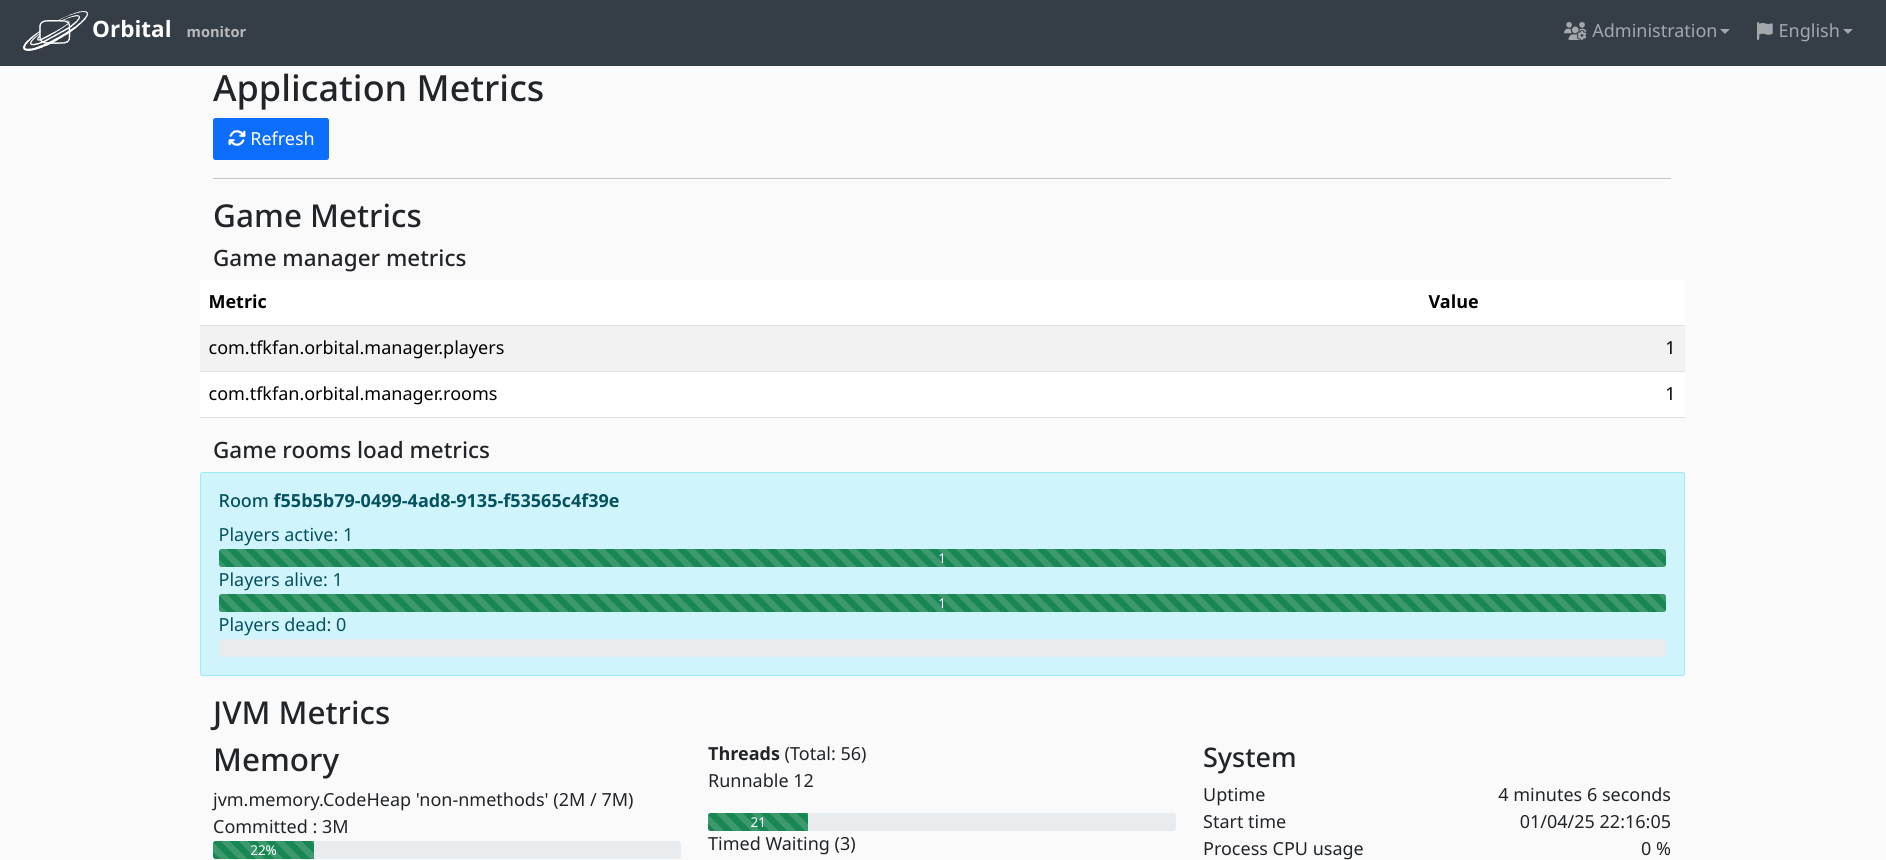 Orbital monitor
Administration
English
Application Metrics
Refresh
Game Metrics
Game manager metrics
Metric Value
com.tfkfan.orbital.manager.players 1
com.tfkfan.orbital.manager.rooms 1
Game rooms load metrics
Room f55b5b79-0499-4ad8-9135-f53565c4f39e
Players active: 1
1
Players alive: 1
1
Players dead: 0
JVM Metrics
Memory
jvm.memory.CodeHeap 'non-nmethods' (2M / 7M)
Committed : 3M
22%
Threads (Total: 56)
Runnable 12
21
Timed Waiting (3)
System
Uptime 4 minutes 6 seconds
Start time 01/04/25 22:16:05
Process CPU usage 0 %